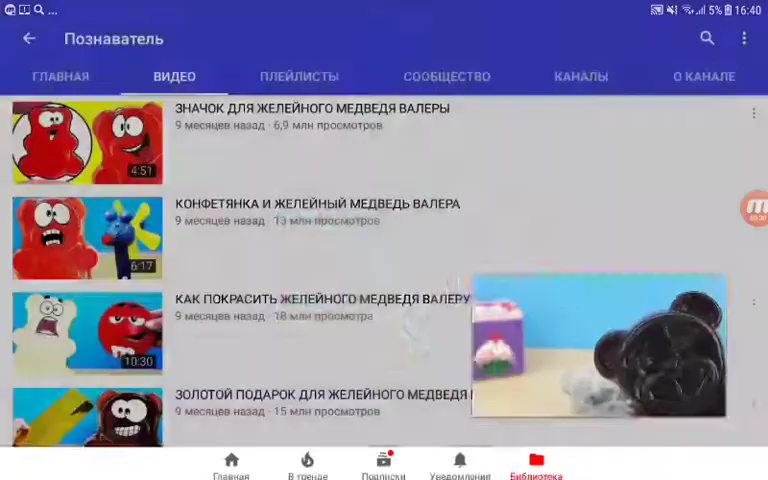 ... 5% 16:40
Познаватель
ГЛАВНАЯ ВИДЕО ПЛЕЙЛИСТЫ СООБЩЕСТВО КАНАЛЫ О КАНАЛЕ
ЗНАЧОК ДЛЯ ЖЕЛЕЙНОГО МЕДВЕДЯ ВАЛЕРЫ
9 месяцев назад · 6,9 млн просмотров
4:51
КОНФЕТЯНКА И ЖЕЛЕЙНЫЙ МЕДВЕДЬ ВАЛЕРА
9 месяцев назад · 13 млн просмотров
6:17
КАК ПОКРАСИТЬ ЖЕЛЕЙНОГО МЕДВЕДЯ ВАЛЕРУ
9 месяцев назад · 18 млн просмотра
10:30
ЗОЛОТОЙ ПОДАРОК ДЛЯ ЖЕЛЕЙНОГО МЕДВЕДЯ
9 месяцев назад · 15 млн просмотров
Главная В тренде Подписки Уведомления Библиотека